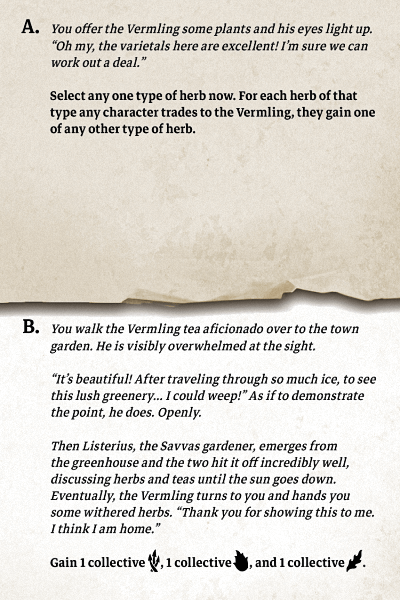 A. You offer the Vermling some plants and his eyes light up.
“Oh my, the varietals here are excellent! I’m sure we can
work out a deal.”
Select any one type of herb now. For each herb of that
type any character trades to the Vermling, they gain one
of any other type of herb.
B. You walk the Vermling tea aficionado over to the town
garden. He is visibly overwhelmed at the sight.
“It’s beautiful! After traveling through so much ice, to see
this lush greenery... I could weep!” As if to demonstrate
the point, he does. Openly.
Then Listerius, the Savvas gardener, emerges from
the greenhouse and the two hit it off incredibly well,
discussing herbs and teas until the sun goes down.
Eventually, the Vermling turns to you and hands you
some withered herbs. “Thank you for showing this to me.
I think I am home.”
Gain 1 collective , 1 collective , and 1 collective .